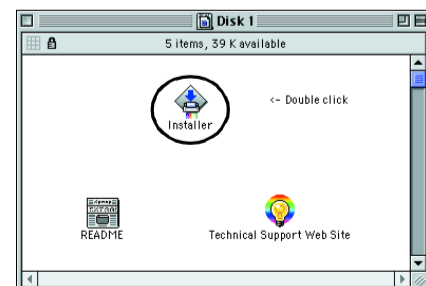 Disk 1
5 items, 39 K available
<- Double click
Installer
README
Technical Support Web Site